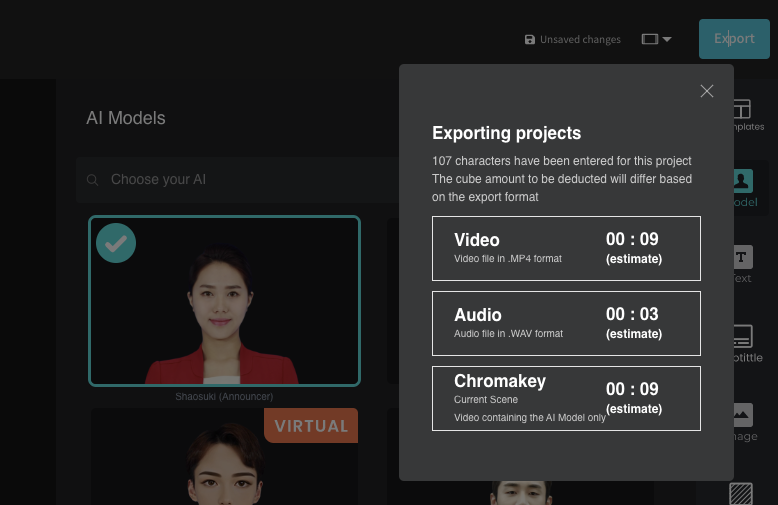 Unsaved changes
Export
AI Models
Choose your AI
Shaosuki (Announcer)
VIRTUAL
Exporting projects
107 characters have been entered for this project
The cube amount to be deducted will differ based
on the export format
Video
Video file in .MP4 format
00 : 09
(estimate)
Audio
Audio file in .WAV format
00 : 03
(estimate)
Chromakey
Current Scene
Video containing the AI Model only
00 : 09
(estimate)
mplates
odel
Text
btitle
mage